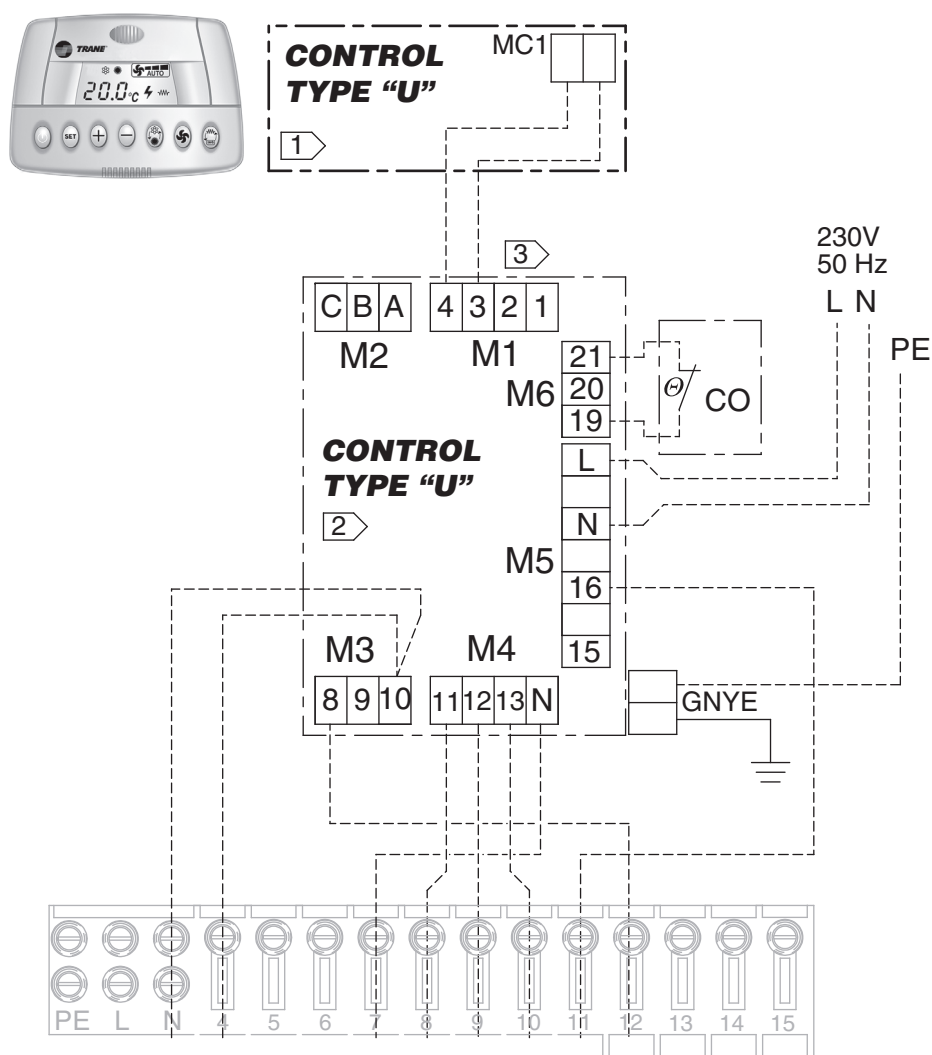 TRANE
AUTO
20.0°C
SET
CONTROL
TYPE “U”
MC1
1
3
230V
50 Hz
L N
PE
C B A
4 3 2 1
M2
M1
21
20
19
M6
Θ
CO
CONTROL
TYPE “U”
2
L
N
M5
16
15
M3
M4
8 9 10
11 12 13 N
GNYE
PE L N 4 5 6 7 8 9 10 11 12 13 14 15